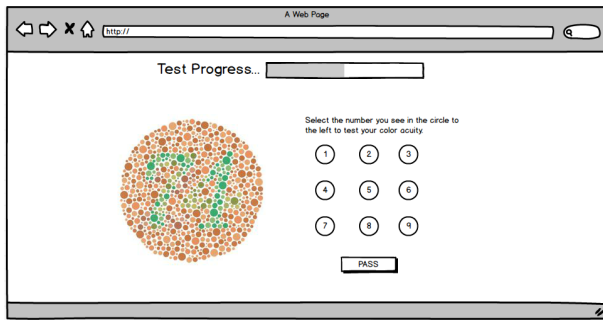 A Web Page
http://
Test Progress...
Select the number you see in the circle to
the left to test your color acuity.
74
1 2 3
4 5 6
7 8 9
PASS